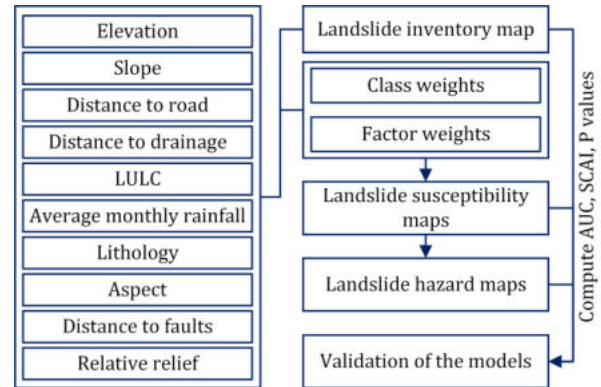 Elevation
Slope
Distance to road
Distance to drainage
LULC
Average monthly rainfall
Lithology
Aspect
Distance to faults
Relative relief
Landslide inventory map
Class weights
Factor weights
Landslide susceptibility
maps
Landslide hazard maps
Validation of the models
Compute AUC, SCAI, P values